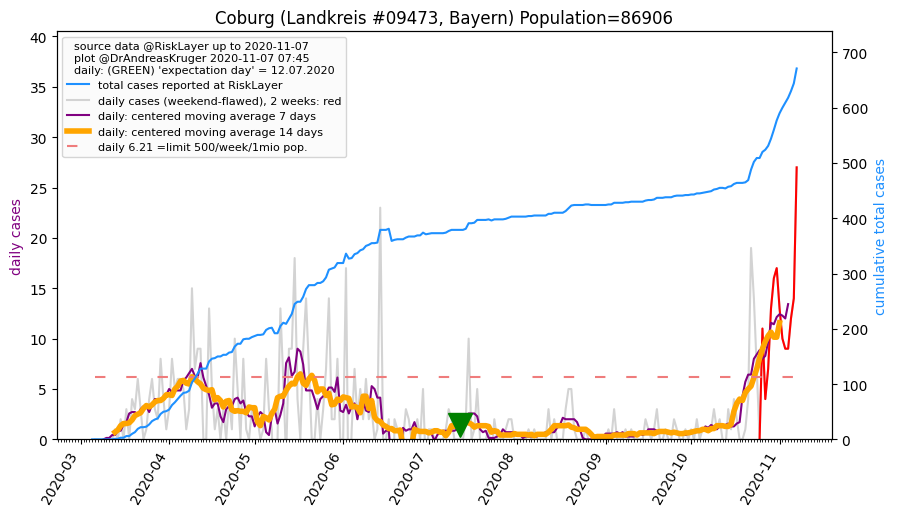 Coburg (Landkreis #09473, Bayern) Population=86906
source data @RiskLayer up to 2020-11-07
plot @DrAndreasKruger 2020-11-07 07:45
daily: (GREEN) 'expectation day' = 12.07.2020
total cases reported at RiskLayer
daily cases (weekend-flawed), 2 weeks: red
daily: centered moving average 7 days
daily: centered moving average 14 days
daily 6.21 =limit 500/week/1mio pop.
daily cases
40
35
30
25
20
15
10
5
0
700
600
500
400
300
200
100
0
cumulative total cases
2020-03
2020-04
2020-05
2020-06
2020-07
2020-08
2020-09
2020-10
2020-11